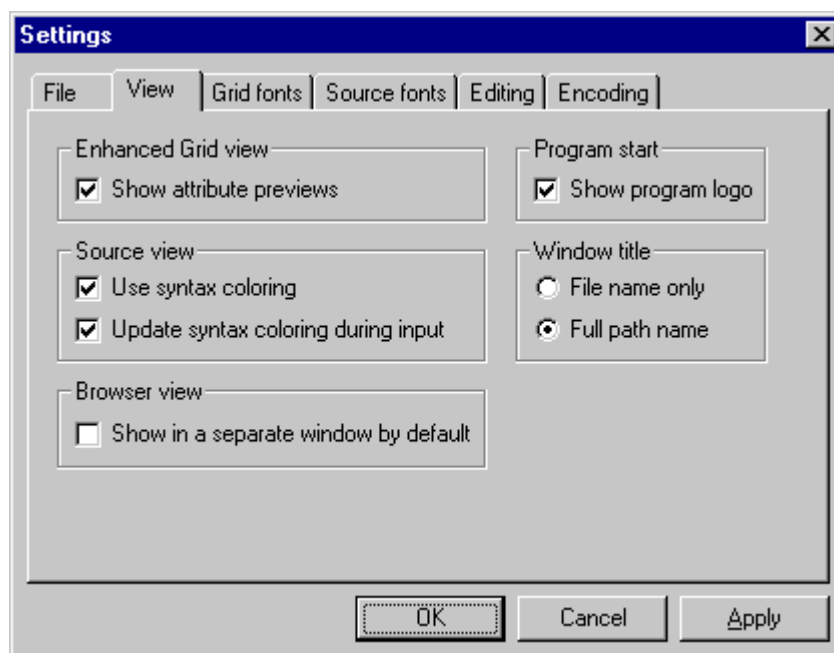 Settings
File View Grid fonts Source fonts Editing Encoding
Enhanced Grid view
Show attribute previews
Program start
Show program logo
Source view
Use syntax coloring
Update syntax coloring during input
Window title
File name only
Full path name
Browser view
Show in a separate window by default
OK Cancel Apply